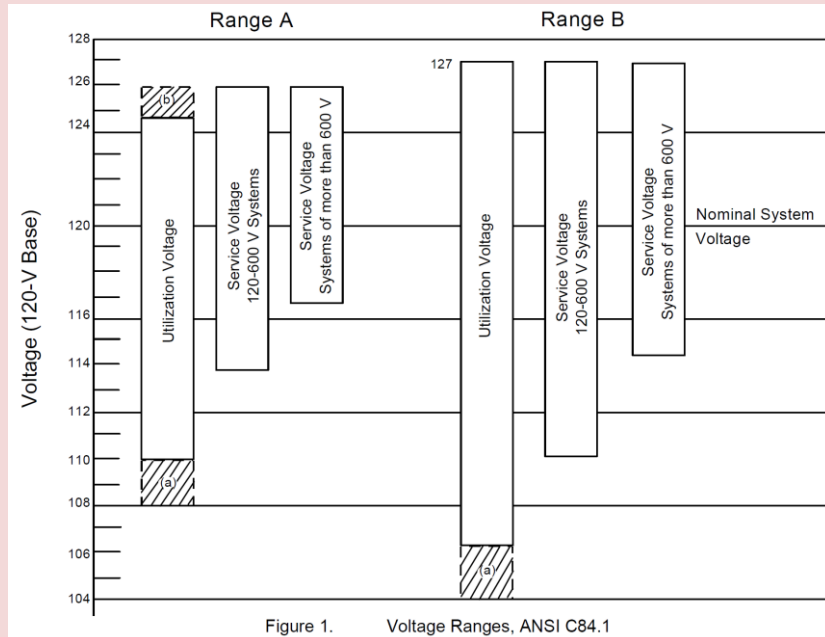 Range A
Range B
Voltage (120-V Base)
128
126
124
120
116
114
112
110
108
106
104
(b)
Utilization Voltage
(a)
Service Voltage
120-600 V Systems
Service Voltage
Systems of more than 600 V
127
Utilization Voltage
(a)
Service Voltage
120-600 V Systems
Service Voltage
Systems of more than 600 V
Nominal System
Voltage
Figure 1. Voltage Ranges, ANSI C84.1